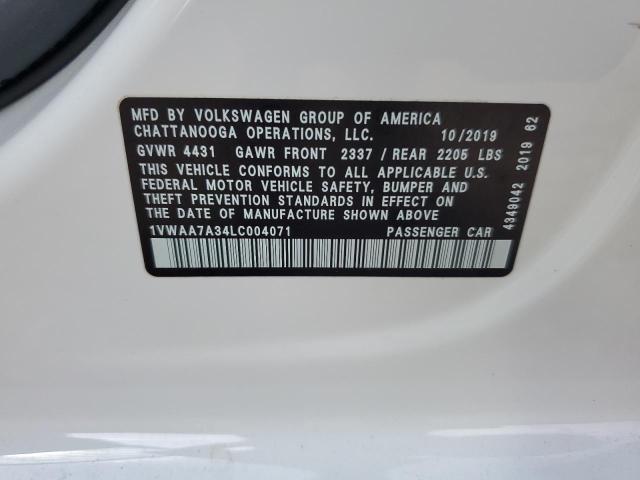 MFD BY VOLKSWAGEN GROUP OF AMERICA
CHATTANOOGA OPERATIONS, LLC. 10/2019
GVWR 4431 GAWR FRONT 2337 / REAR 2205 LBS
THIS VEHICLE CONFORMS TO ALL APPLICABLE U.S.
FEDERAL MOTOR VEHICLE SAFETY, BUMPER AND
THEFT PREVENTION STANDARDS IN EFFECT ON
THE DATE OF MANUFACTURE SHOWN ABOVE
1VWAA7A34LC004071 PASSENGER CAR
4349042 2019 62